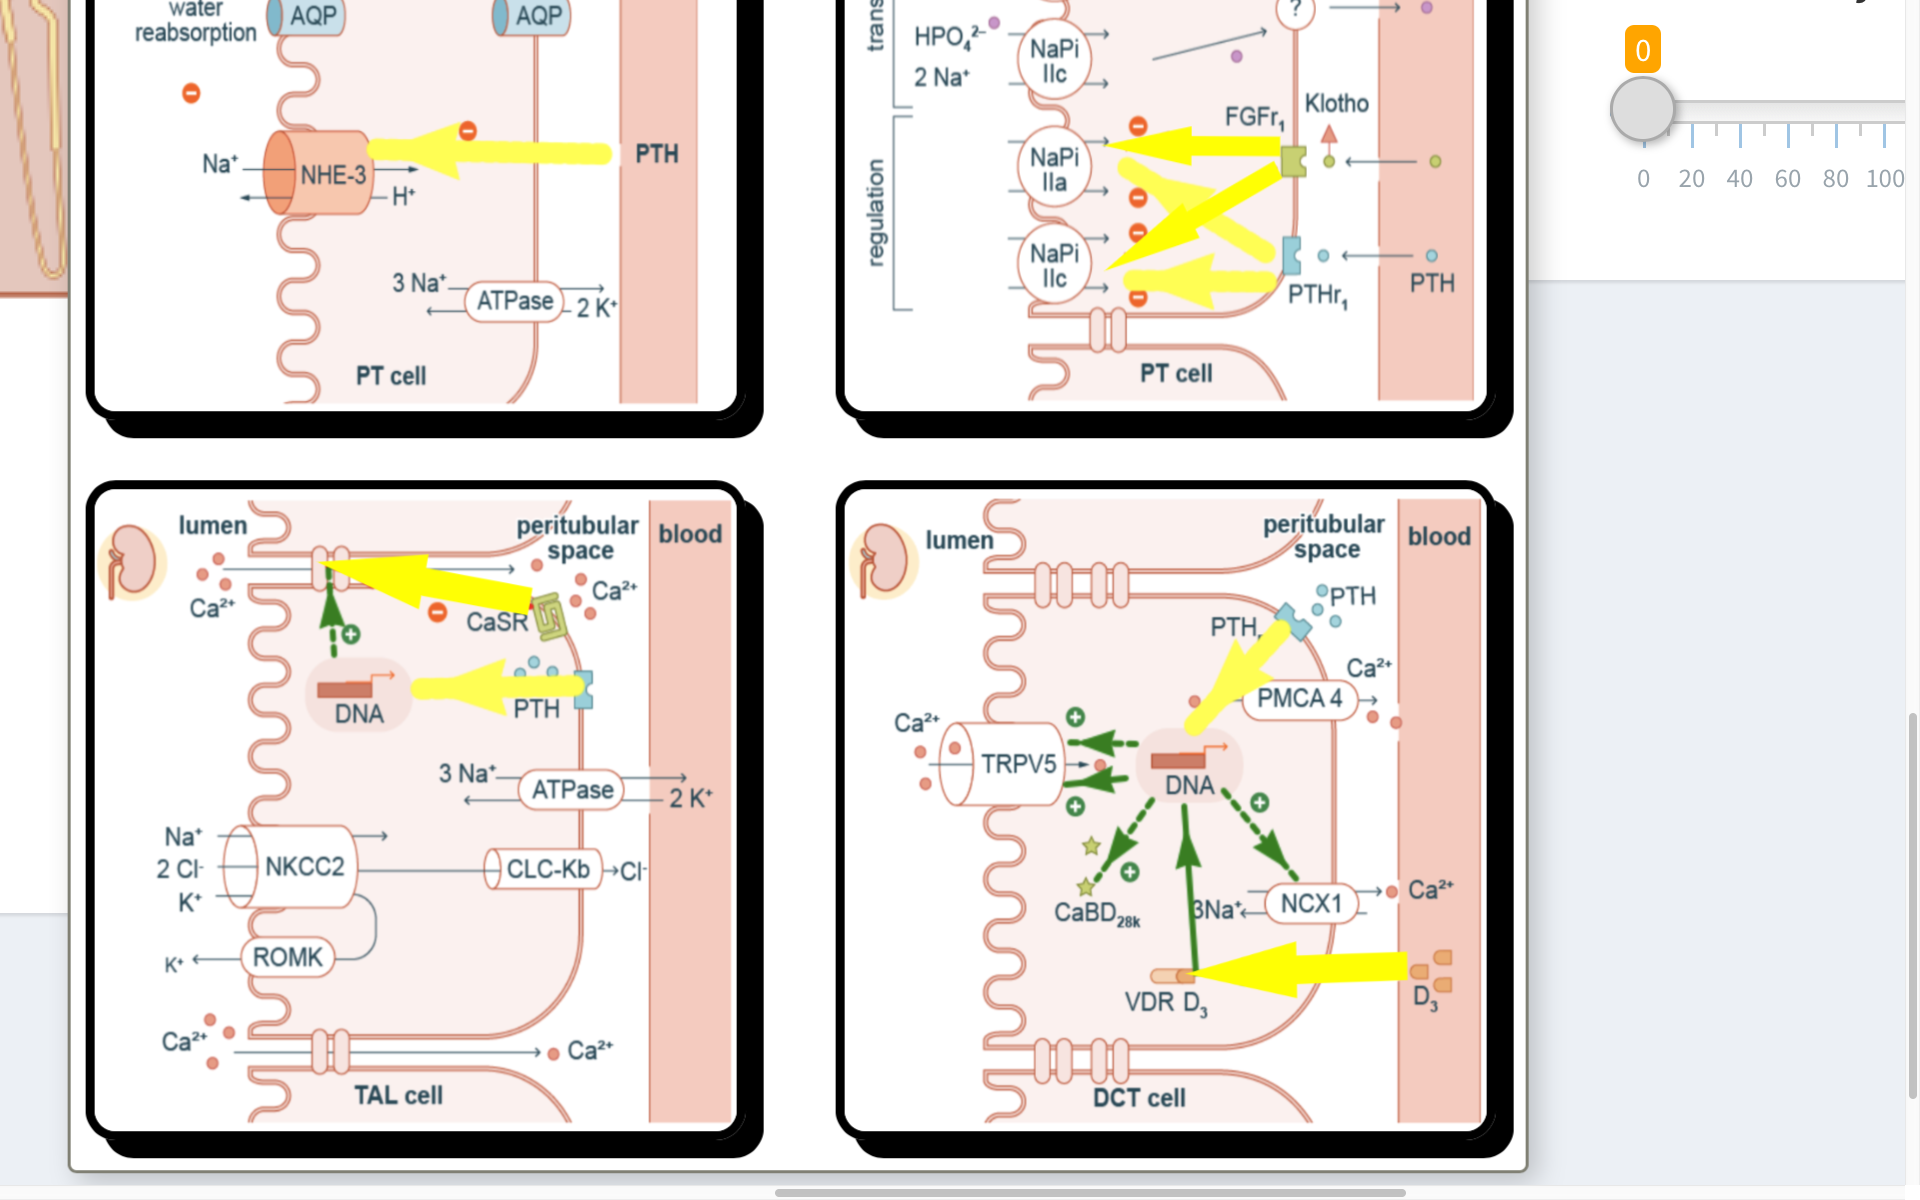 water
reabsorption
AQP
AQP
Na⁺
NHE-3
H⁺
PTH
3 Na⁺
ATPase
2 K⁺
PT cell
trans
HPO₄²⁻
2 Na⁺
NaPi
IIc
?
regulation
NaPi
IIa
NaPi
IIc
FGFr₁
Klotho
PTHr₁
PTH
PT cell
0
0 20 40 60 80 100
lumen
peritubular
space
blood
Ca²⁺
Ca²⁺
CaSR
DNA
PTH
3 Na⁺
ATPase
2 K⁺
Na⁺
2 Cl⁻
K⁺
NKCC2
CLC-Kb
Cl⁻
ROMK
K⁺
Ca²⁺
Ca²⁺
TAL cell
lumen
peritubular
space
blood
PTH
PTH
Ca²⁺
PMCA 4
Ca²⁺
TRPV5
DNA
CaBD₂₈ₖ
3Na⁺
NCX1
Ca²⁺
VDR D₃
D₃
DCT cell